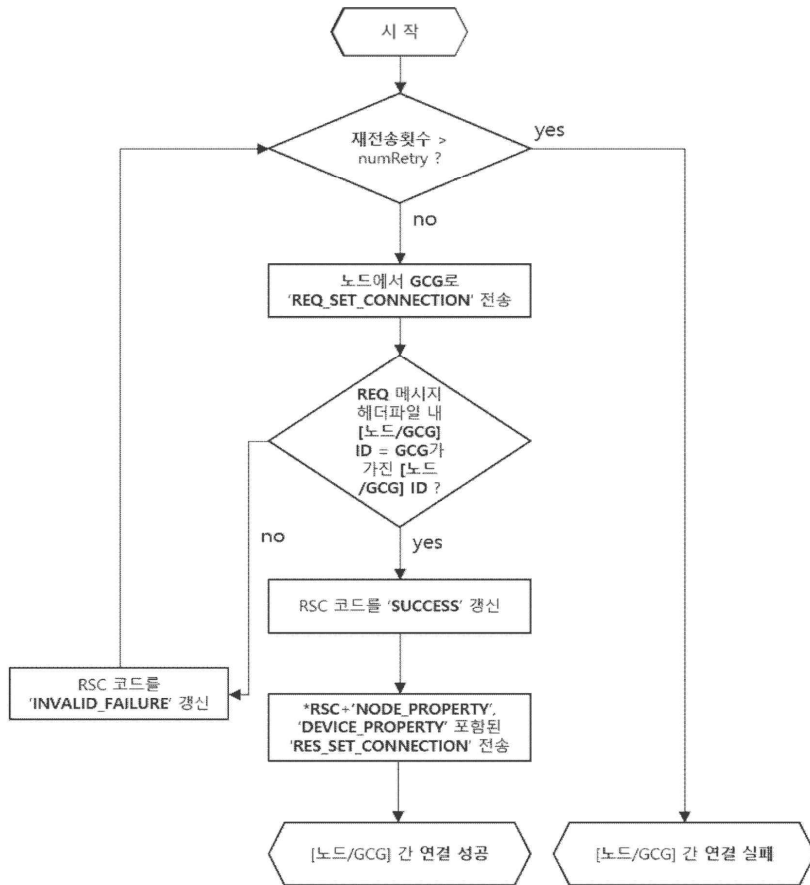 시 작
재전송횟수 >
numRetry ?
yes
no
노드에서 GCG로
'REQ_SET_CONNECTION' 전송
REQ 메시지
헤더파일 내
[노드/GCG]
ID = GCG가
가진 [노드
/GCG] ID ?
no
yes
RSC 코드를 'SUCCESS' 갱신
RSC 코드를
'INVALID_FAILURE' 갱신
*RSC+'NODE_PROPERTY',
'DEVICE_PROPERTY' 포함된
'RES_SET_CONNECTION' 전송
[노드/GCG] 간 연결 성공
[노드/GCG] 간 연결 실패